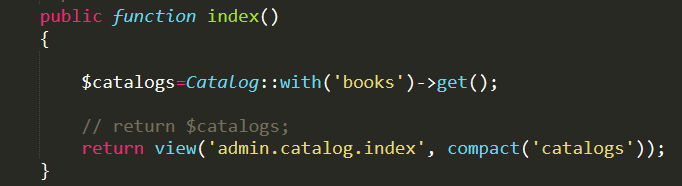 public function index()
{
$catalogs=Catalog::with('books')->get();
// return $catalogs;
return view('admin.catalog.index', compact('catalogs'));
}